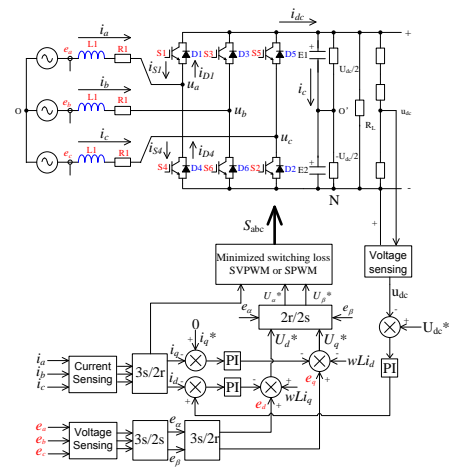 i_a i_dc +
e_a L1 R1 S1 D1 S3 D3 S5 D5 E1
i_S1 i_D1 U_dc/2
u_a
i_b i_c
e_b L1 R1 u_b O' R_L u_dc
O
i_c u_c
e_c L1 R1 i_S4 i_D4 -U_dc/2
S4 D4 S6 D6 S2 D2 E2
N -
S_abc +
Minimized switching loss
SVPWM or SPWM
Voltage
sensing
U_α* U_β*
e_α 2r/2s e_β
u_dc
0 U_d* U_q* - + U_dc*
i_q*
i_a i_q - + PI - - wLi_d
i_b Current
Sensing 3s/2r PI
i_c i_d - PI - + e_q +
+ e_d + wLi_q
e_a Voltage
Sensing 3s/2s e_α 3s/2r
e_b
e_c e_β